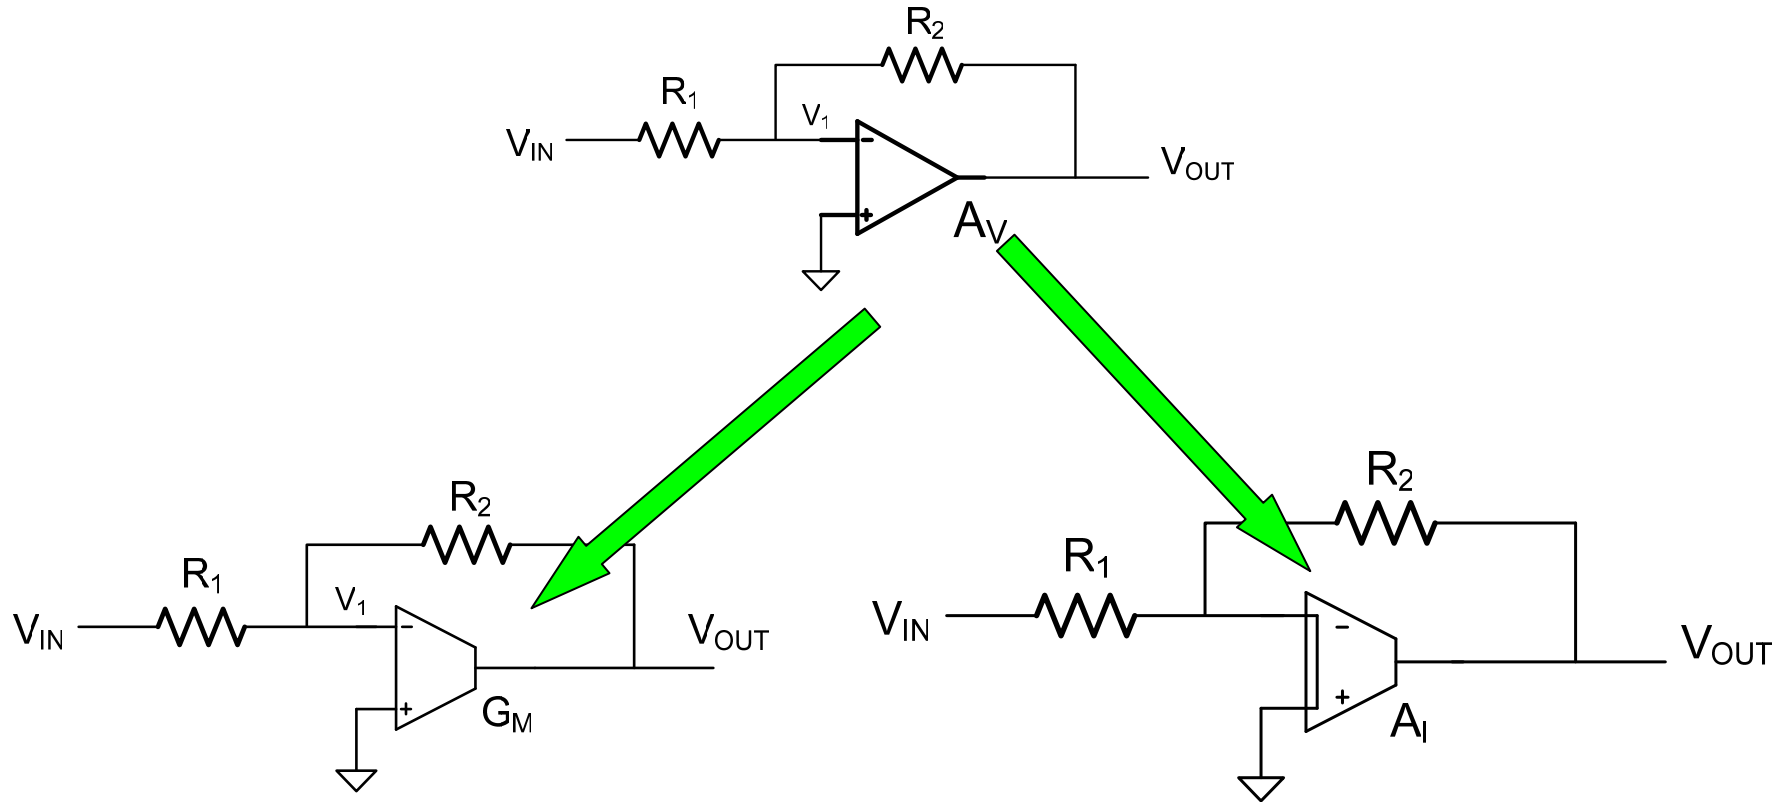 R2
R1
V1
VIN
VOUT
-
+
AV
R2
R1
V1
VIN
VOUT
-
+
GM
R2
R1
VIN
VOUT
-
+
AI